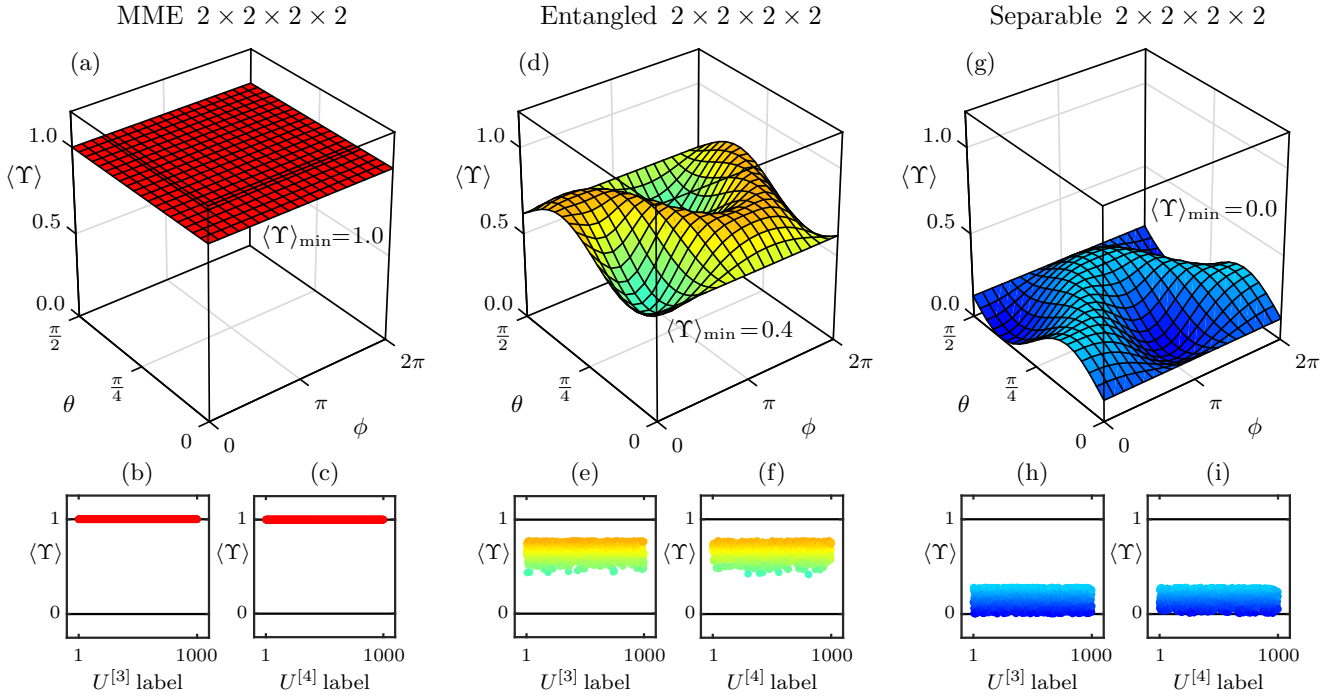 MME 2 × 2 × 2 × 2
Entangled 2 × 2 × 2 × 2
Separable 2 × 2 × 2 × 2
(a)
1.0
⟨ϒ⟩
0.5
0.0
⟨ϒ⟩min=1.0
π/2
π/4
θ
0
0
π
2π
ϕ
(d)
1.0
⟨ϒ⟩
0.5
0.0
⟨ϒ⟩min=0.4
π/2
π/4
θ
0
0
π
2π
ϕ
(g)
1.0
⟨ϒ⟩
0.5
0.0
⟨ϒ⟩min=0.0
π/2
π/4
θ
0
0
π
2π
ϕ
(b)
1
⟨ϒ⟩
0
1 1000
U[3] label
(c)
1
⟨ϒ⟩
0
1 1000
U[4] label
(e)
1
⟨ϒ⟩
0
1 1000
U[3] label
(f)
1
⟨ϒ⟩
0
1 1000
U[4] label
(h)
1
⟨ϒ⟩
0
1 1000
U[3] label
(i)
1
⟨ϒ⟩
0
1 1000
U[4] label